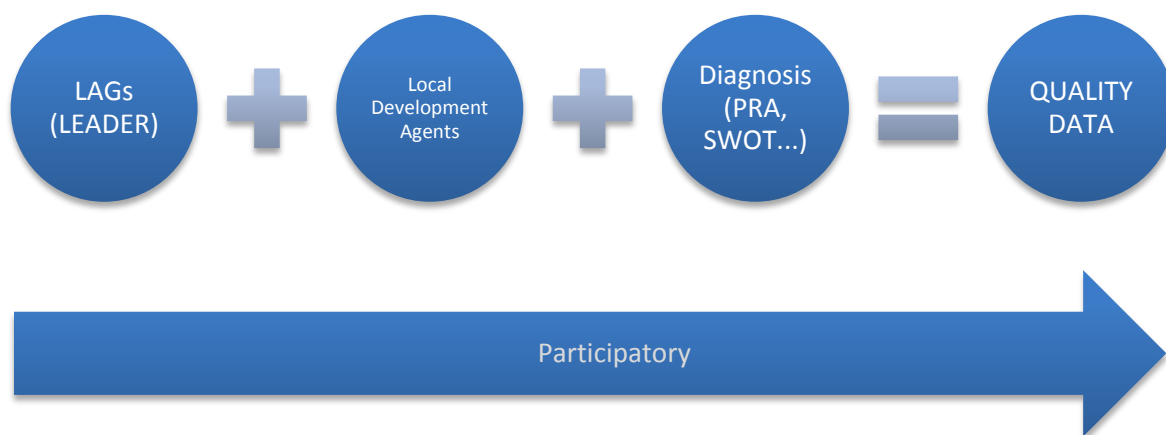 LAGs
(LEADER)
Local
Development
Agents
Diagnosis
(PRA,
SWOT...)
QUALITY
DATA
Participatory